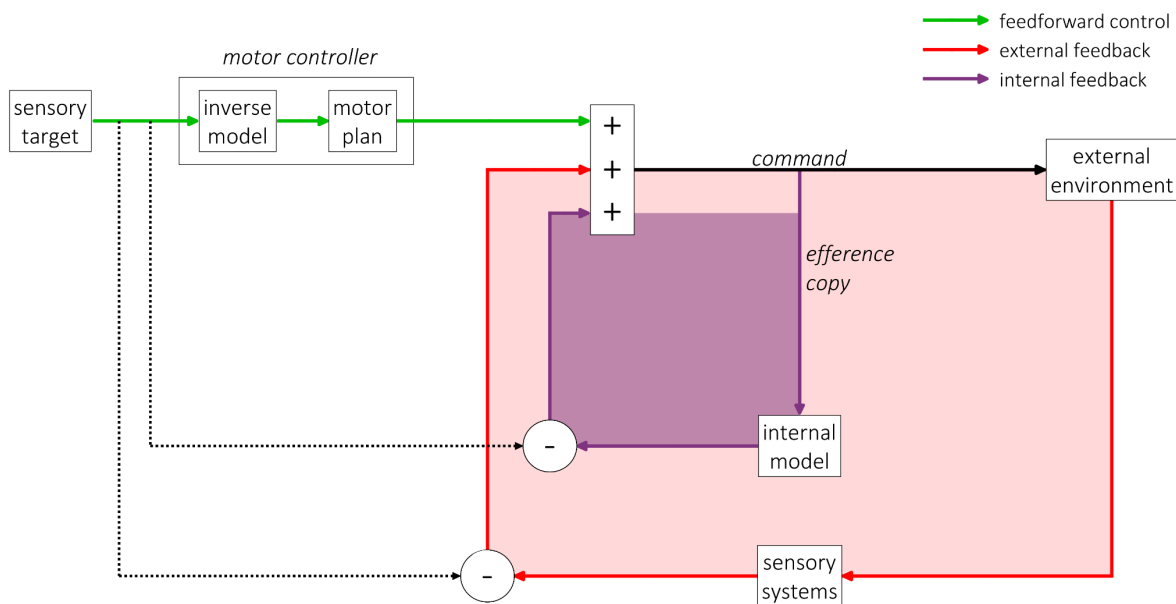 feedforward control
external feedback
internal feedback
motor controller
sensory
target
inverse
model
motor
plan
+
+
+
command
external
environment
efference
copy
-
internal
model
-
sensory
systems